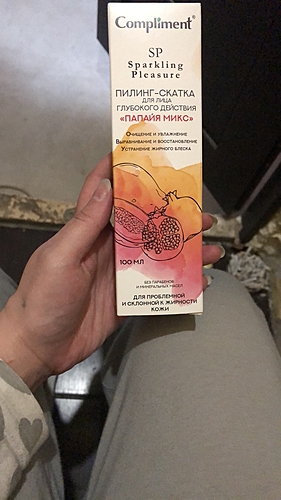 Compliment®
SP
Sparkling
Pleasure
ПИЛИНГ-СКАТКА
ДЛЯ ЛИЦА
ГЛУБОКОГО ДЕЙСТВИЯ
«ПАПАЙЯ МИКС»
Очищение и увлажнение
Выравнивание и восстановление
Устранение жирного блеска
100 МЛ
БЕЗ ПАРАБЕНОВ
И МИНЕРАЛЬНЫХ МАСЕЛ
ДЛЯ ПРОБЛЕМНОЙ
И СКЛОННОЙ К ЖИРНОСТИ
КОЖИ